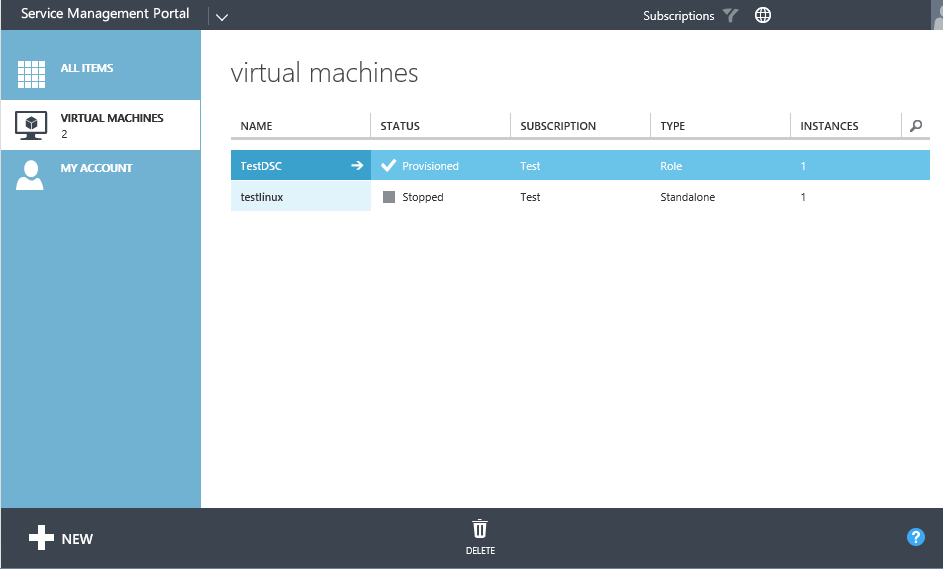 Service Management Portal
Subscriptions
ALL ITEMS
VIRTUAL MACHINES
2
MY ACCOUNT
virtual machines
NAME STATUS SUBSCRIPTION TYPE INSTANCES
TestDSC Provisioned Test Role 1
testlinux Stopped Test Standalone 1
NEW
DELETE
?